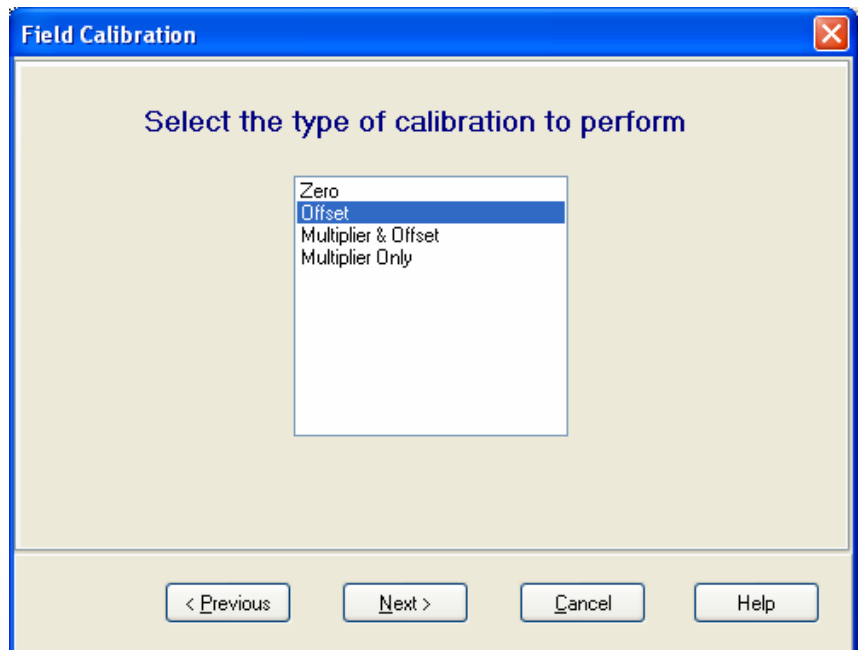 Field Calibration
Select the type of calibration to perform
Zero
Offset
Multiplier & Offset
Multiplier Only
< Previous
Next >
Cancel
Help